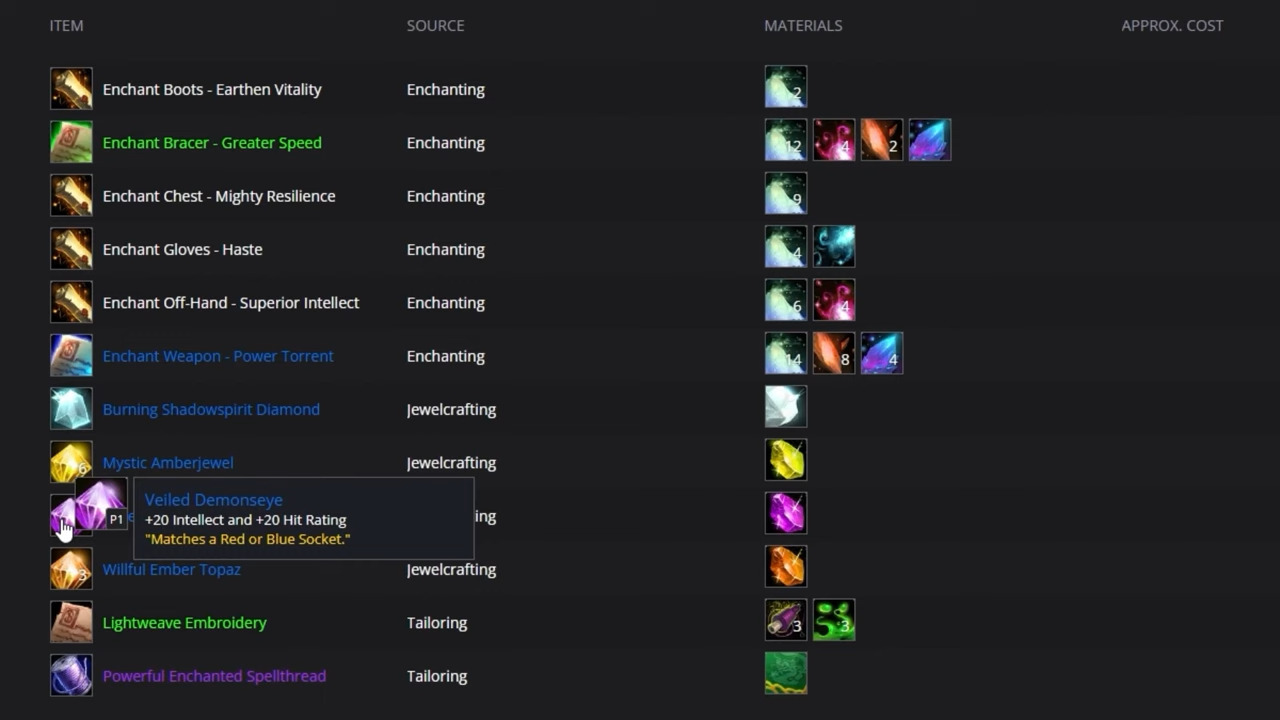 ITEM SOURCE MATERIALS APPROX. COST
Enchant Boots - Earthen Vitality Enchanting 2
Enchant Bracer - Greater Speed Enchanting 12 4 2
Enchant Chest - Mighty Resilience Enchanting 9
Enchant Gloves - Haste Enchanting 4
Enchant Off-Hand - Superior Intellect Enchanting 6 4
Enchant Weapon - Power Torrent Enchanting 14 8 4
Burning Shadowspirit Diamond Jewelcrafting
6 Mystic Amberjewel Jewelcrafting
P1 Veiled Demonseye
+20 Intellect and +20 Hit Rating
"Matches a Red or Blue Socket."
3 Willful Ember Topaz Jewelcrafting
Lightweave Embroidery Tailoring 3 3
Powerful Enchanted Spellthread Tailoring